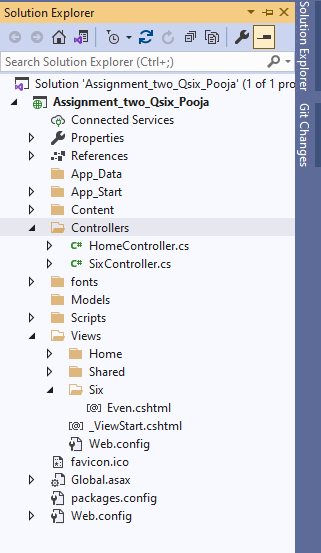 Solution Explorer
Search Solution Explorer (Ctrl+;)
Solution 'Assignment_two_Qsix_Pooja' (1 of 1 pro
Assignment_two_Qsix_Pooja
Connected Services
Properties
References
App_Data
App_Start
Content
Controllers
C# HomeController.cs
C# SixController.cs
fonts
Models
Scripts
Views
Home
Shared
Six
[@] Even.cshtml
[@] _ViewStart.cshtml
Web.config
favicon.ico
Global.asax
packages.config
Web.config
Solution Explorer
Git Changes